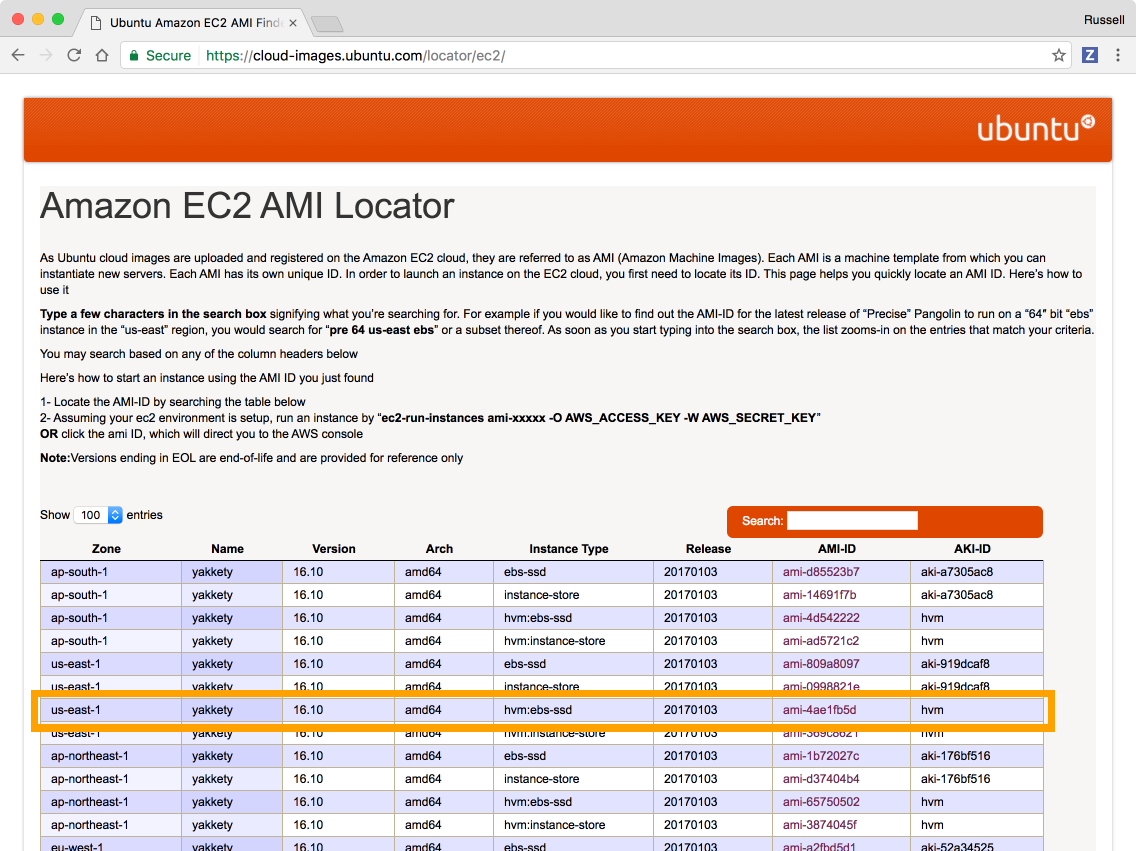 Ubuntu Amazon EC2 AMI Find
Russell
Secure https://cloud-images.ubuntu.com/locator/ec2/
Z
ubuntu
Amazon EC2 AMI Locator
As Ubuntu cloud images are uploaded and registered on the Amazon EC2 cloud, they are referred to as AMI (Amazon Machine Images). Each AMI is a machine template from which you can
instantiate new servers. Each AMI has its own unique ID. In order to launch an instance on the EC2 cloud, you first need to locate its ID. This page helps you quickly locate an AMI ID. Here's how to
use it
Type a few characters in the search box signifying what you're searching for. For example if you would like to find out the AMI-ID for the latest release of “Precise” Pangolin to run on a “64″ bit “ebs”
instance in the “us-east” region, you would search for “pre 64 us-east ebs” or a subset thereof. As soon as you start typing into the search box, the list zooms-in on the entries that match your criteria.
You may search based on any of the column headers below
Here's how to start an instance using the AMI ID you just found
1- Locate the AMI-ID by searching the table below
2- Assuming your ec2 environment is setup, run an instance by “ec2-run-instances ami-xxxxx -O AWS_ACCESS_KEY -W AWS_SECRET_KEY”
OR click the ami ID, which will direct you to the AWS console
Note:Versions ending in EOL are end-of-life and are provided for reference only
Show 100 entries
Search:
Zone Name Version Arch Instance Type Release AMI-ID AKI-ID
ap-south-1 yakkety 16.10 amd64 ebs-ssd 20170103 ami-d85523b7 aki-a7305ac8
ap-south-1 yakkety 16.10 amd64 instance-store 20170103 ami-14691f7b aki-a7305ac8
ap-south-1 yakkety 16.10 amd64 hvm:ebs-ssd 20170103 ami-4d542222 hvm
ap-south-1 yakkety 16.10 amd64 hvm:instance-store 20170103 ami-ad5721c2 hvm
us-east-1 yakkety 16.10 amd64 ebs-ssd 20170103 ami-809a8097 aki-919dcaf8
us-east-1 yakkety 16.10 amd64 instance-store 20170103 ami-0998821e aki-919dcaf8
us-east-1 yakkety 16.10 amd64 hvm:ebs-ssd 20170103 ami-4ae1fb5d hvm
us-east-1 yakkety 16.10 amd64 hvm:instance-store 20170103 ami-369c8621 hvm
ap-northeast-1 yakkety 16.10 amd64 ebs-ssd 20170103 ami-1b72027c aki-176bf516
ap-northeast-1 yakkety 16.10 amd64 instance-store 20170103 ami-d37404b4 aki-176bf516
ap-northeast-1 yakkety 16.10 amd64 hvm:ebs-ssd 20170103 ami-65750502 hvm
ap-northeast-1 yakkety 16.10 amd64 hvm:instance-store 20170103 ami-3874045f hvm
eu-west-1 yakkety 16.10 amd64 ebs-ssd 20170103 ami-a2fbd5d1 aki-52a34525